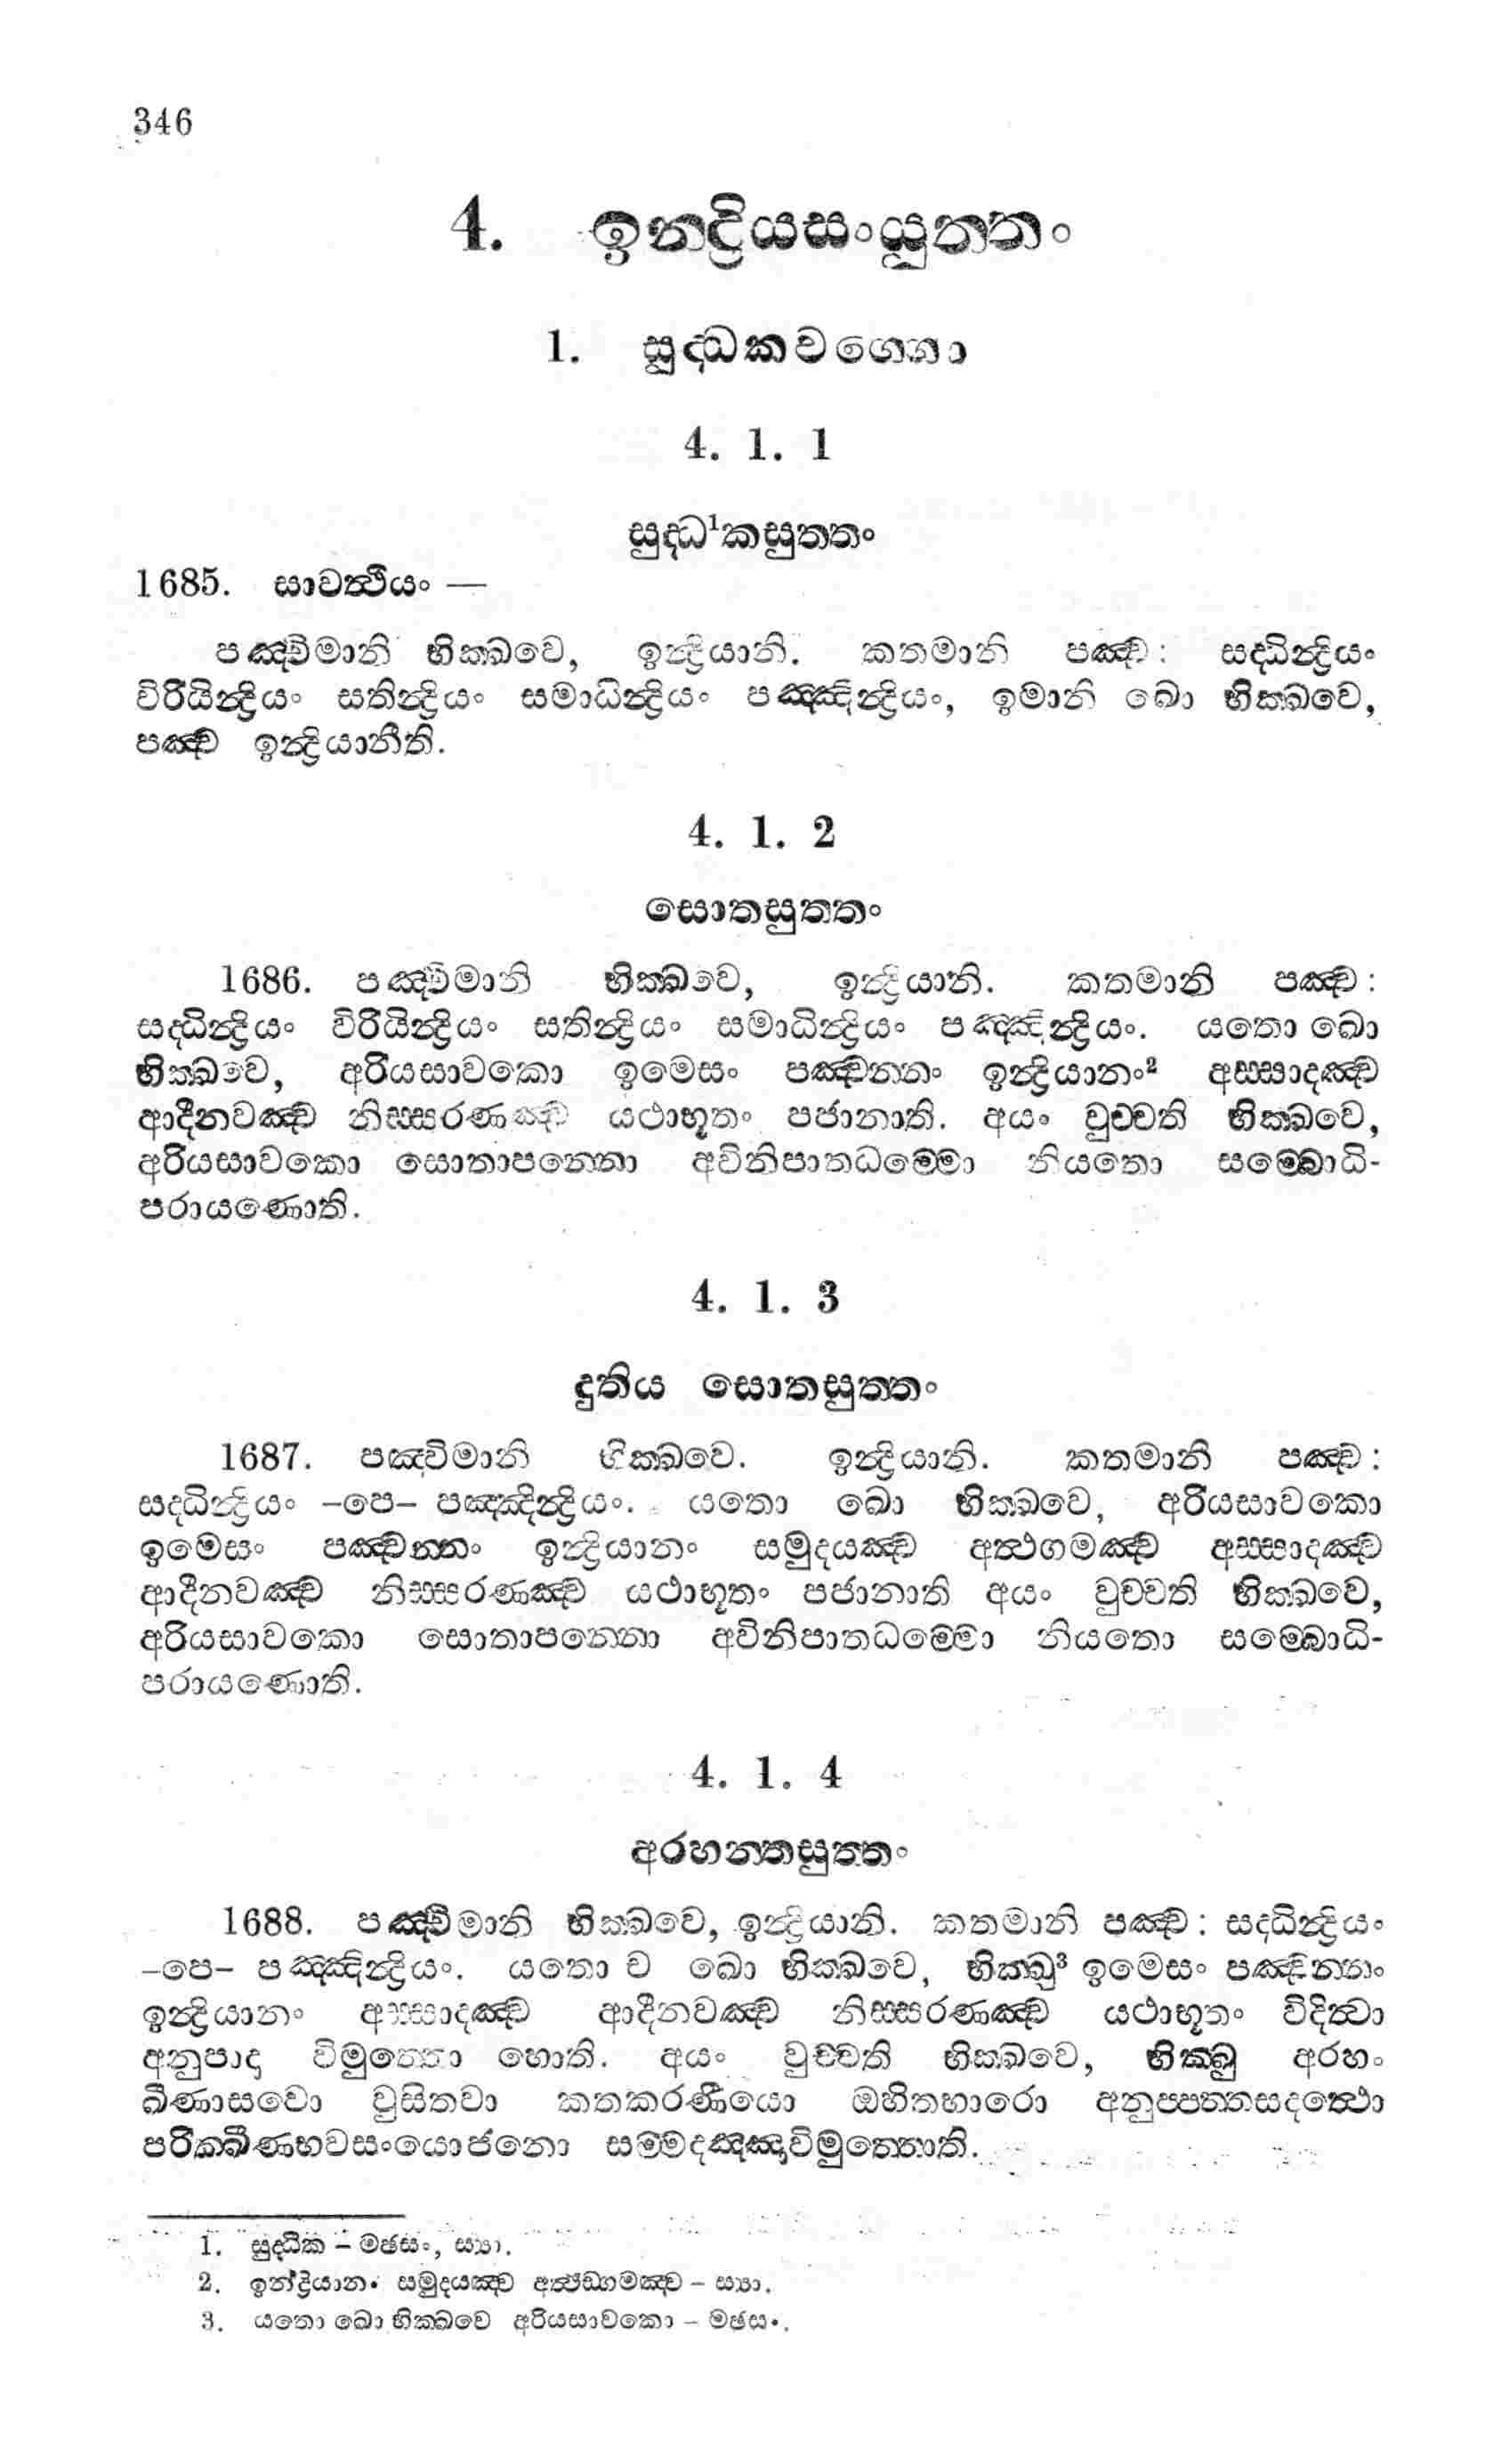 346
4. ඉන්ද්‍රියසංයුත්තං
1. සුද්ධකවග්ගො
4. 1. 1
සුද්ධ¹කසුත්තං
1685. සාවත්ථියං —
පඤ්චිමානි භික්ඛවෙ, ඉන්ද්‍රියානි. කතමානි පඤ්ච: සද්ධින්ද්‍රියං
විරියින්ද්‍රියං සතින්ද්‍රියං සමාධින්ද්‍රියං පඤ්ඤින්ද්‍රියං, ඉමානි ඛො භික්ඛවෙ,
පඤ්ච ඉන්ද්‍රියානීති.
4. 1. 2
සොතසුත්තං
1686. පඤ්චිමානි භික්ඛවෙ, ඉන්ද්‍රියානි. කතමානි පඤ්ච:
සද්ධින්ද්‍රියං විරියින්ද්‍රියං සතින්ද්‍රියං සමාධින්ද්‍රියං පඤ්ඤින්ද්‍රියං. යතො ඛො
භික්ඛවෙ, අරියසාවකො ඉමෙසං පඤ්චන්නං ඉන්ද්‍රියානං² අස්සාදඤ්ච
ආදීනවඤ්ච නිස්සරණඤ්ච යථාභූතං පජානාති. අයං වුච්චති භික්ඛවෙ,
අරියසාවකො සොතාපන්නො අවිනිපාතධම්මො නියතො සම්බොධි-
පරායණොති.
4. 1. 3
දුතිය සොතසුත්තං
1687. පඤ්චිමානි භික්ඛවෙ. ඉන්ද්‍රියානි. කතමානි පඤ්ච:
සද්ධින්ද්‍රියං –පෙ– පඤ්ඤින්ද්‍රියං. යතො ඛො භික්ඛවෙ, අරියසාවකො
ඉමෙසං පඤ්චන්නං ඉන්ද්‍රියානං සමුදයඤ්ච අත්ථගමඤ්ච අස්සාදඤ්ච
ආදීනවඤ්ච නිස්සරණඤ්ච යථාභූතං පජානාති අයං වුච්චති භික්ඛවෙ,
අරියසාවකො සොතාපන්නො අවිනිපාතධම්මො නියතො සම්බොධි-
පරායණොති.
4. 1. 4
අරහන්තසුත්තං
1688. පඤ්චිමානි භික්ඛවෙ, ඉන්ද්‍රියානි. කතමානි පඤ්ච: සද්ධින්ද්‍රියං
–පෙ– පඤ්ඤින්ද්‍රියං. යතො ච ඛො භික්ඛවෙ, භික්ඛු³ ඉමෙසං පඤ්චන්නං
ඉන්ද්‍රියානං අස්සාදඤ්ච ආදීනවඤ්ච නිස්සරණඤ්ච යථාභූතං විදිත්වා
අනුපාදා විමුත්තො හොති. අයං වුච්චති භික්ඛවෙ, භික්ඛු අරහං
ඛීණාසවො වුසිතවා කතකරණීයො ඔහිතභාරො අනුප්පත්තසදත්ථො
පරික්ඛීණභවසංයොජනො සම්මදඤ්ඤාවිමුත්තොති.
1. සුද්ධික – මඡසං, ස්‍යා.
2. ඉන්ද්‍රියානං සමුදයඤ්ච අත්ථඞ්ගමඤ්ච – ස්‍යා.
3. යතො ඛො භික්ඛවෙ අරියසාවකො – මඡසං.